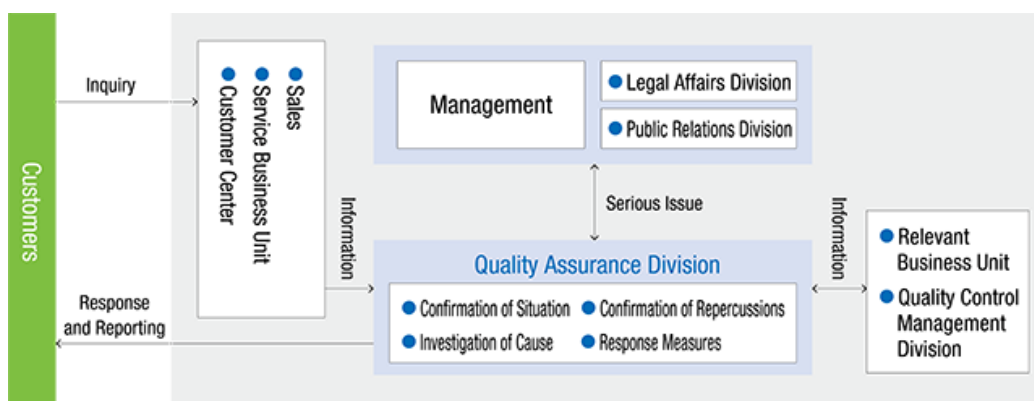 Customers
Inquiry
Sales
Service Business Unit
Customer Center
Management
Legal Affairs Division
Public Relations Division
Serious Issue
Information
Information
Quality Assurance Division
Confirmation of Situation
Confirmation of Repercussions
Investigation of Cause
Response Measures
Relevant
Business Unit
Quality Control
Management
Division
Response
and Reporting